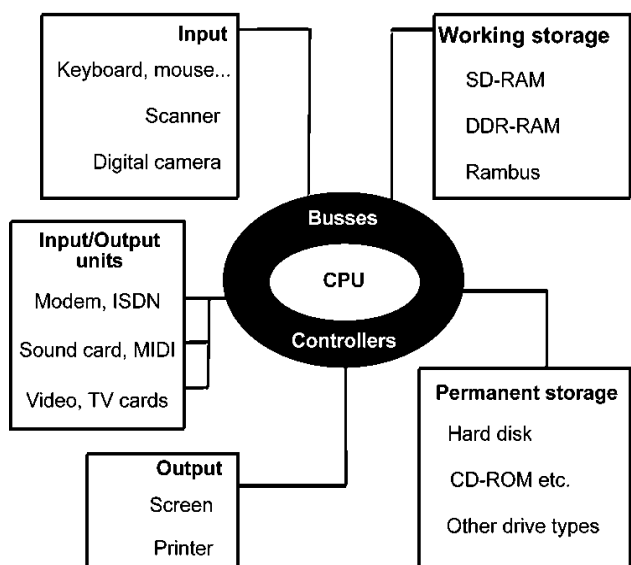 Input
Keyboard, mouse...
Scanner
Digital camera
Working storage
SD-RAM
DDR-RAM
Rambus
Busses
CPU
Controllers
Input/Output
units
Modem, ISDN
Sound card, MIDI
Video, TV cards
Permanent storage
Hard disk
CD-ROM etc.
Other drive types
Output
Screen
Printer